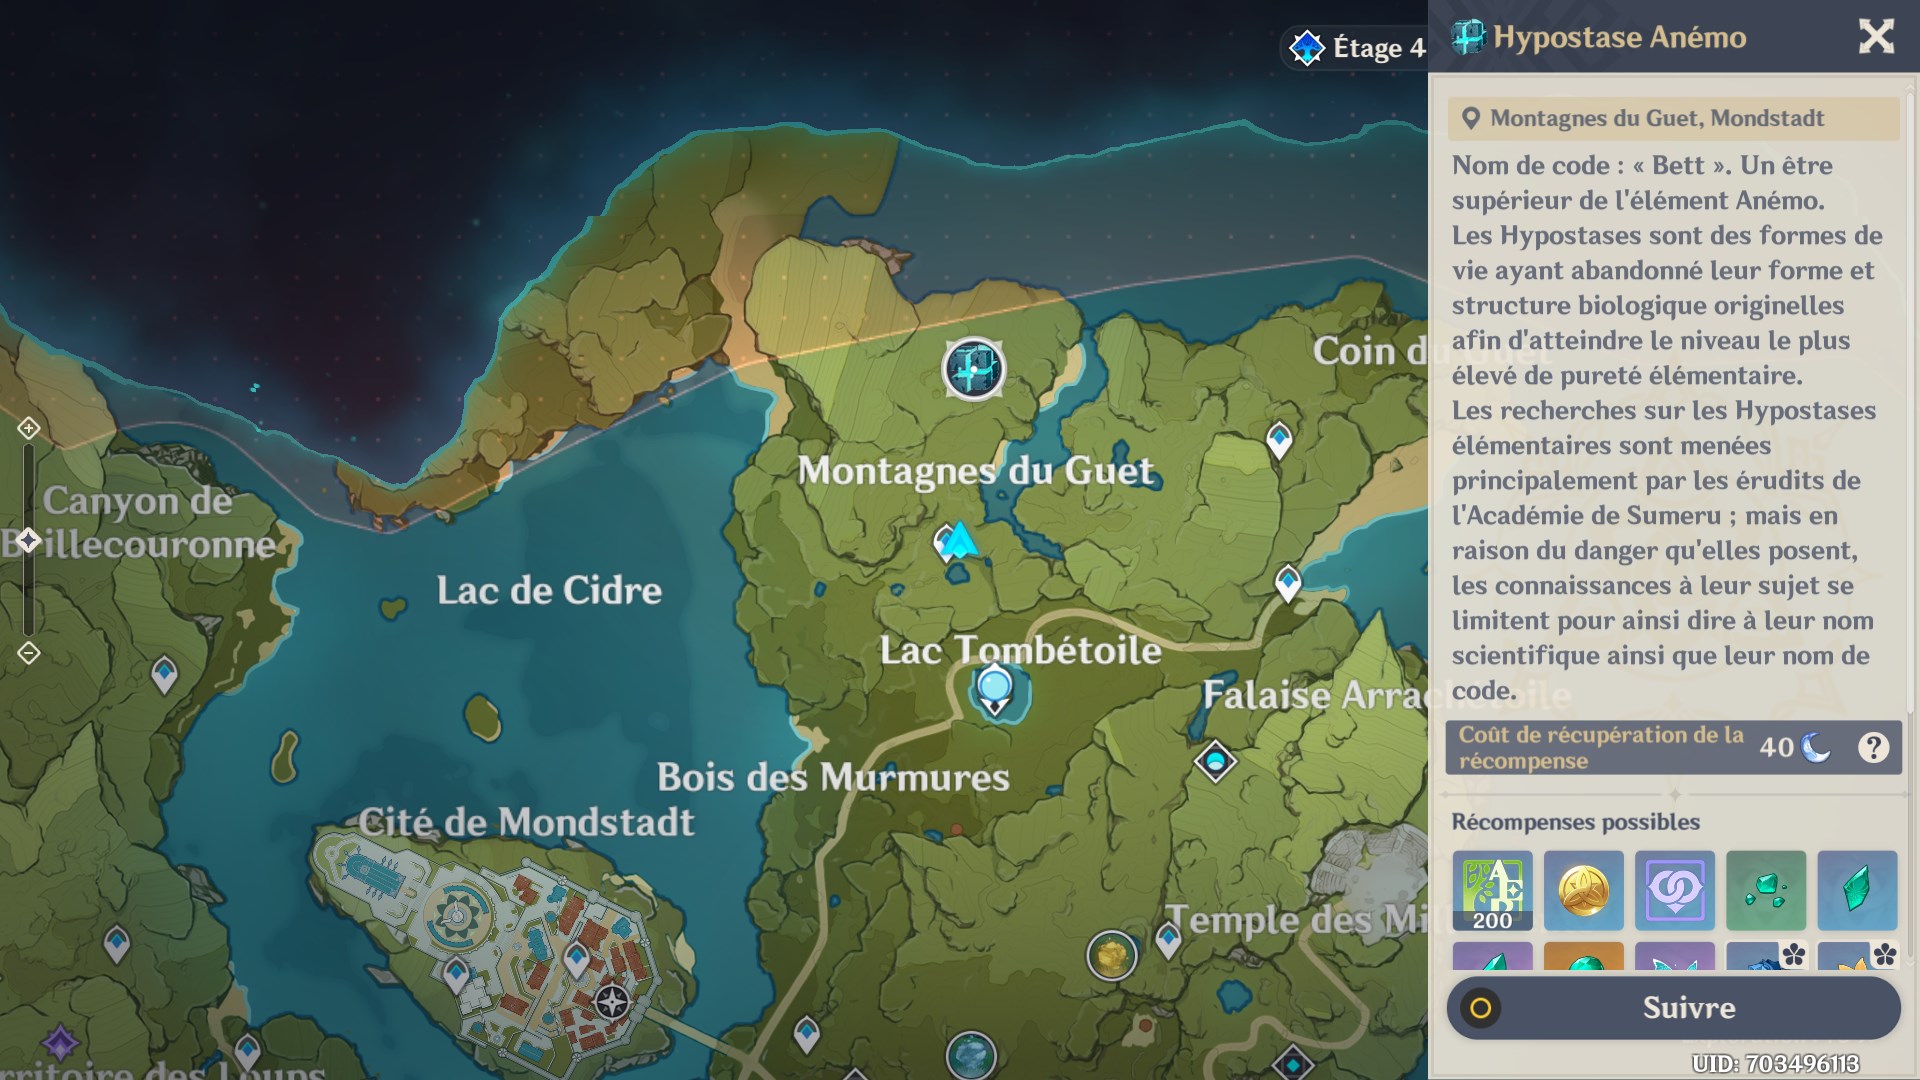 Étage 4
Hypostase Anémo
Montagnes du Guet, Mondstadt
Nom de code : « Bett ». Un être
supérieur de l'élément Anémo.
Les Hypostases sont des formes de
vie ayant abandonné leur forme et
structure biologique originelles
afin d'atteindre le niveau le plus
élevé de pureté élémentaire.
Les recherches sur les Hypostases
élémentaires sont menées
principalement par les érudits de
l'Académie de Sumeru ; mais en
raison du danger qu'elles posent,
les connaissances à leur sujet se
limitent pour ainsi dire à leur nom
scientifique ainsi que leur nom de
code.
Coût de récupération de la
récompense
40
?
Récompenses possibles
200
Suivre
UID: 703496113
Coin du Guet
Montagnes du Guet
Canyon de
Brillecouronne
Lac de Cidre
Lac Tombétoile
Falaise Arrachétoile
Bois des Murmures
Cité de Mondstadt
Temple des Mil
rritoire des Loups